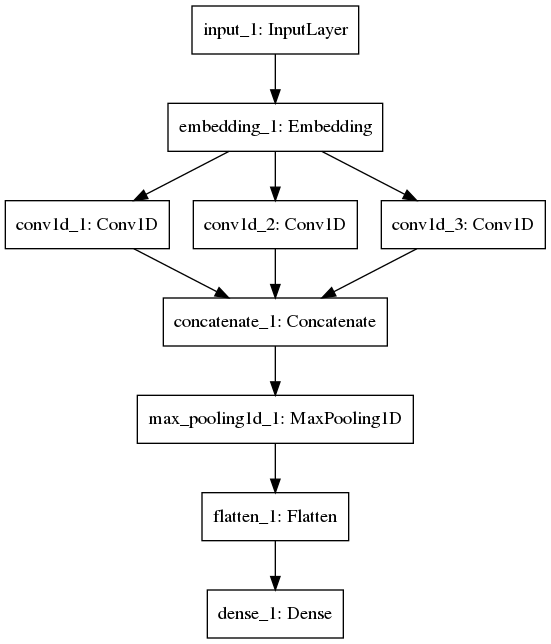 input_1: InputLayer
embedding_1: Embedding
conv1d_1: Conv1D
conv1d_2: Conv1D
conv1d_3: Conv1D
concatenate_1: Concatenate
max_pooling1d_1: MaxPooling1D
flatten_1: Flatten
dense_1: Dense